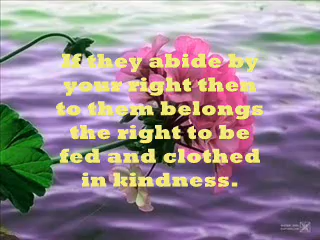 If they abide by
your right then
to them belongs
the right to be
fed and clothed
in kindness.